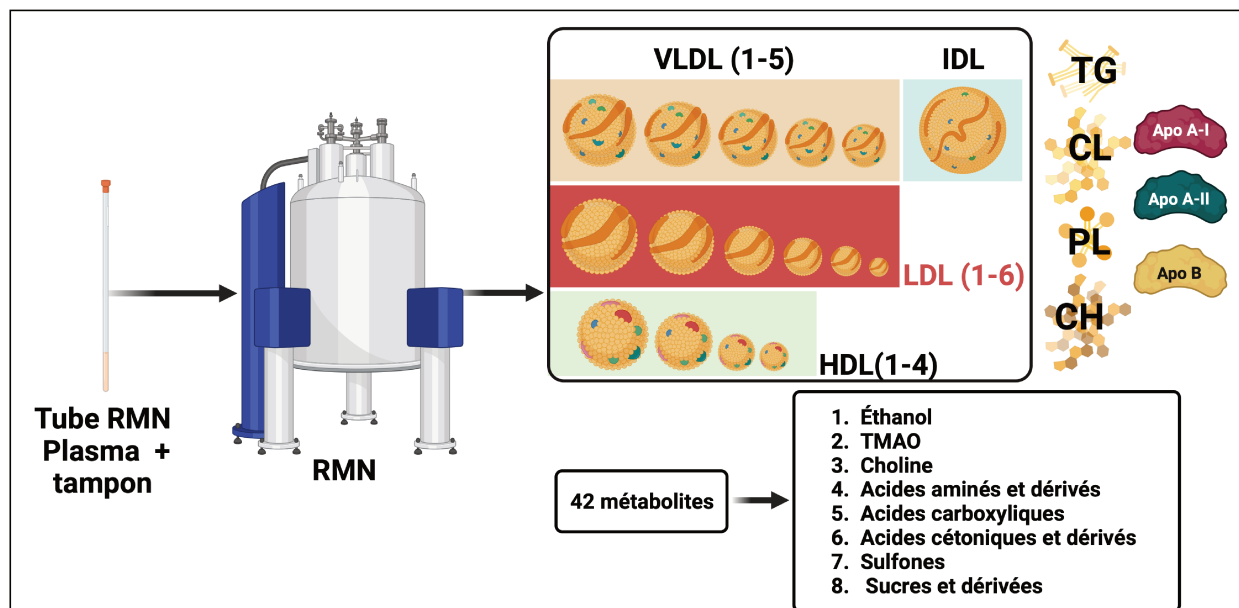 VLDL (1-5)
IDL
LDL (1-6)
HDL(1-4)
TG
CL
PL
CH
Apo A-I
Apo A-II
Apo B
Tube RMN
Plasma +
tampon
RMN
42 métabolites
1. Éthanol
2. TMAO
3. Choline
4. Acides aminés et dérivés
5. Acides carboxyliques
6. Acides cétoniques et dérivés
7. Sulfones
8. Sucres et dérivées